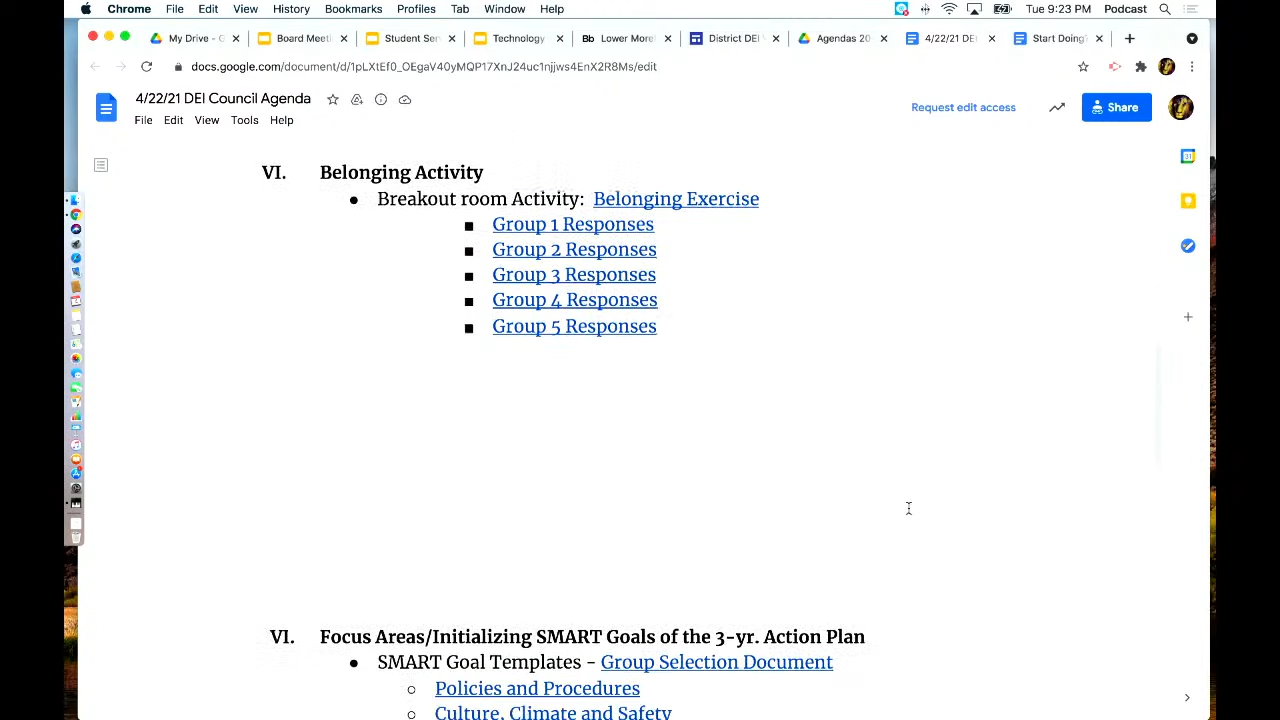 Chrome File Edit View History Bookmarks Profiles Tab Window Help Tue 9:23 PM Podcast
My Drive - G Board Meeti Student Ser Technology Bb Lower More District DEI Agendas 20 4/22/21 DEI Start Doing?
docs.google.com/document/d/1pLXtEf0_OEgaV40yMQP17XnJ24uc1njjws4EnX2R8Ms/edit
4/22/21 DEI Council Agenda
Request edit access
Share
File Edit View Tools Help
VI. Belonging Activity
● Breakout room Activity: Belonging Exercise
■ Group 1 Responses
■ Group 2 Responses
■ Group 3 Responses
■ Group 4 Responses
■ Group 5 Responses
VI. Focus Areas/Initializing SMART Goals of the 3-yr. Action Plan
● SMART Goal Templates - Group Selection Document
○ Policies and Procedures
○ Culture, Climate and Safety